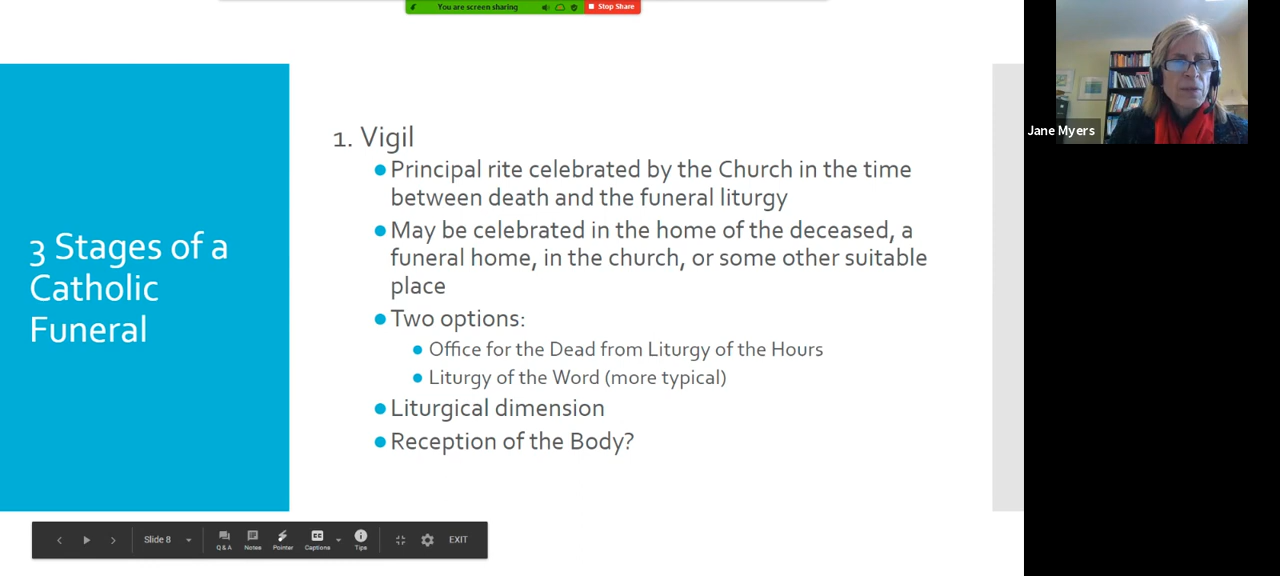 You are screen sharing
Stop Share
Jane Myers
3 Stages of a
Catholic
Funeral
1. Vigil
Principal rite celebrated by the Church in the time
between death and the funeral liturgy
May be celebrated in the home of the deceased, a
funeral home, in the church, or some other suitable
place
Two options:
Office for the Dead from Liturgy of the Hours
Liturgy of the Word (more typical)
Liturgical dimension
Reception of the Body?
Slide 8
Q & A
Notes
Pointer
CC
Captions
Tips
EXIT